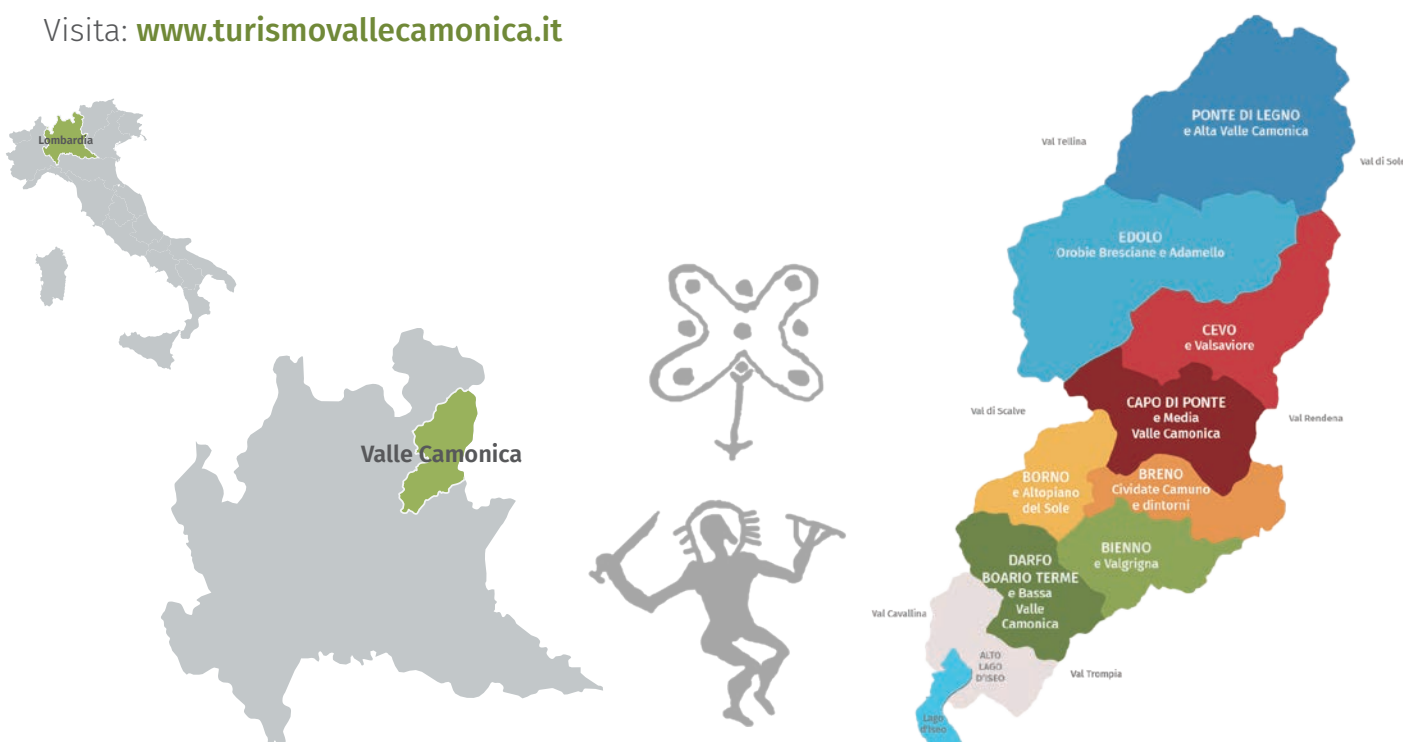 Visita: www.turismovallecamonica.it
Lombardia
Valle Camonica
PONTE DI LEGNO
e Alta Valle Camonica
Val Tellina
Val di Sole
EDOLO
Orobie Bresciane e Adamello
CEVO
e Valsaviore
CAPO DI PONTE
e Media
Valle Camonica
Val di Scalve
Val Rendena
BORNO
e Altopiano
del Sole
BRENO
Cividate Camuno
e dintorni
BIENNO
e Valgrigna
DARFO
BOARIO TERME
e Bassa
Valle
Camonica
Val Cavallina
ALTO
LAGO
D'ISEO
Val Trompia
Lago
d'Iseo